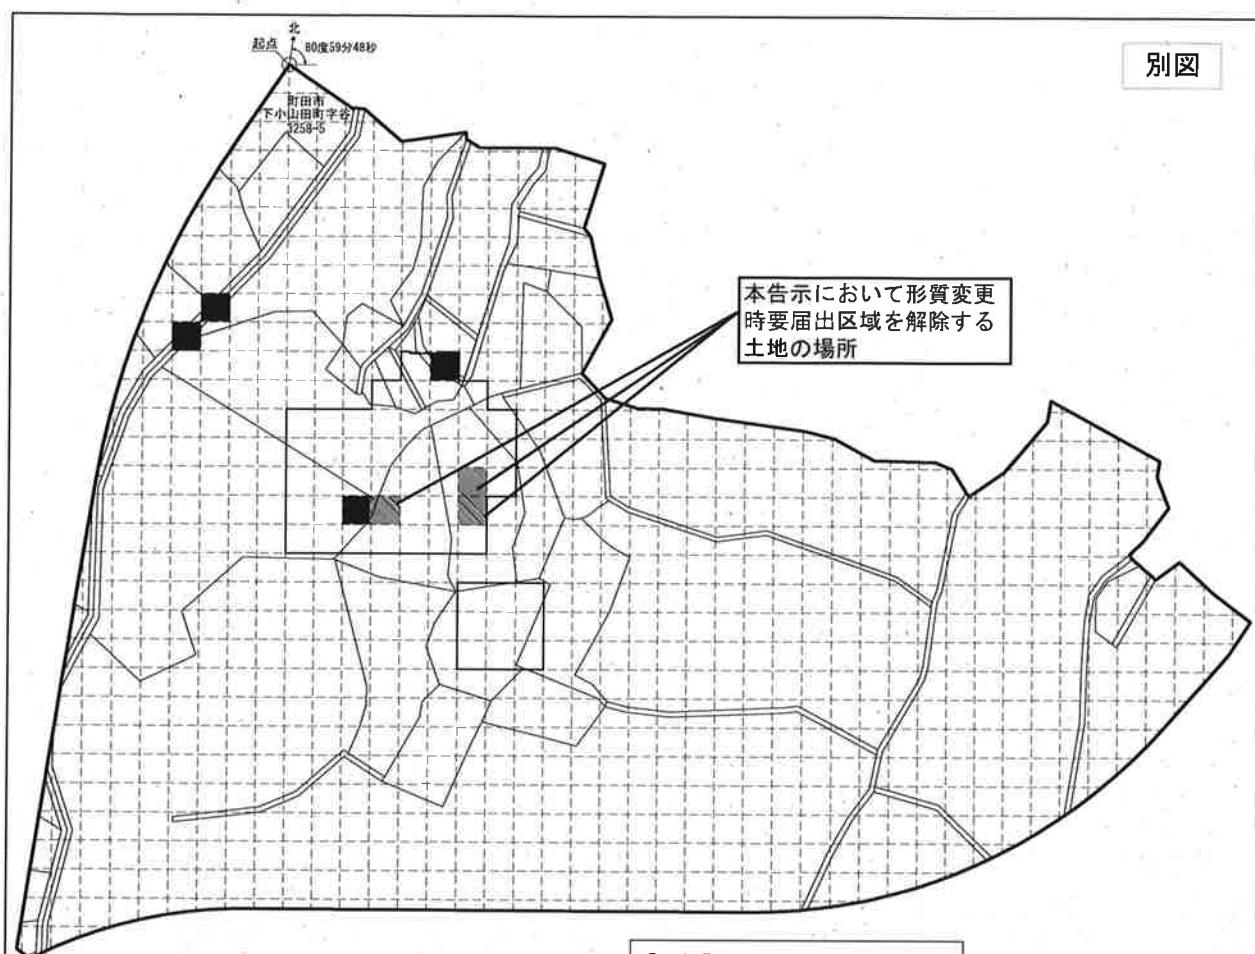 別図
北
起点
80度59分48秒
町田市
下小山田町字谷
3258-5
本告示において形質変更
時要届出区域を解除する
土地の場所